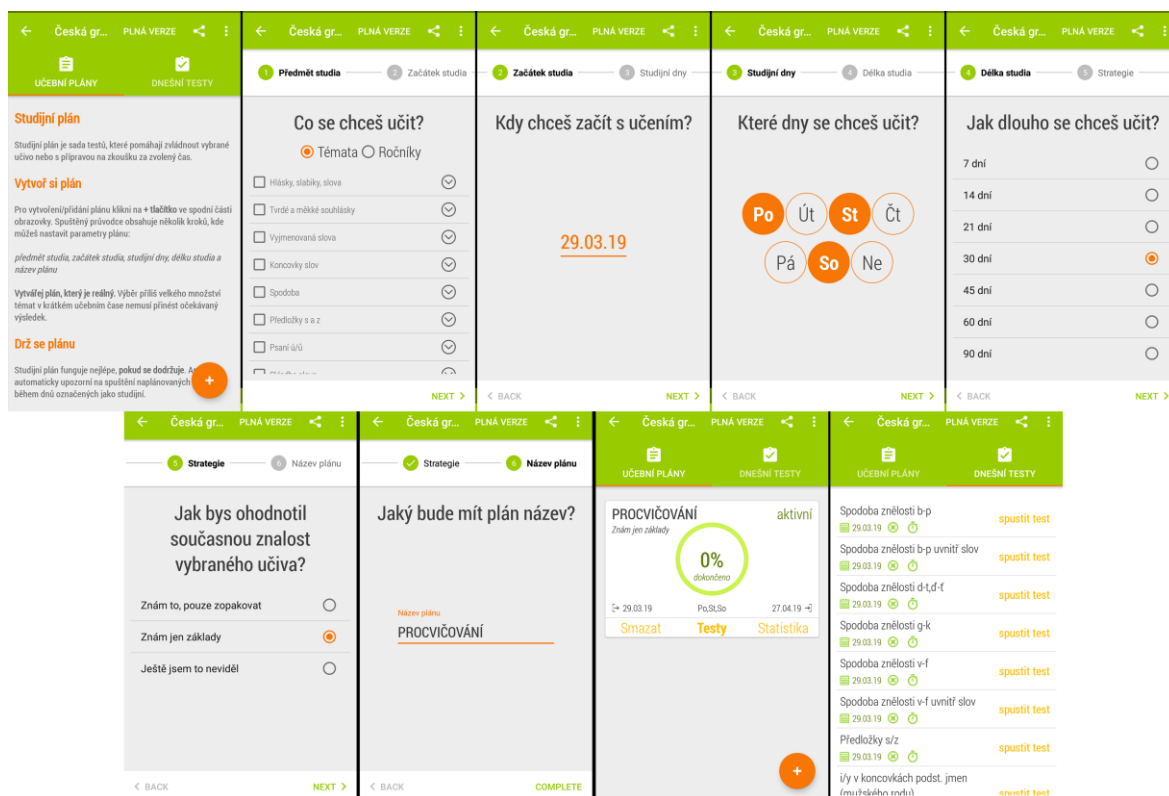 Česká gr... PLNÁ VERZE
UČEBNÍ PLÁNY DNEŠNÍ TESTY
Studijní plán
Studijní plán je sada testů, které pomáhají zvládnout vybrané
učivo nebo s přípravou na zkoušku za zvolený čas.
Vytvoř si plán
Pro vytvoření/přidání plánu klikni na + tlačítko ve spodní části
obrazovky. Spuštěný průvodce obsahuje několik kroků, kde
můžeš nastavit parametry plánu:
předmět studia, začátek studia, studijní dny, délku studia a
název plánu
Vytvářej plán, který je reálný. Výběr příliš velkého množství
témat v krátkém učebním čase nemusí přinést očekávaný
výsledek.
Drž se plánu
Studijní plán funguje nejlépe, pokud se dodržuje.
automaticky upozorní na spuštění naplánovaných
během dnů označených jako studijní.
+
Česká gr... PLNÁ VERZE
1 Předmět studia 2 Začátek studia
Co se chceš učit?
Témata Ročníky
Hlásky, slabiky, slova
Tvrdé a měkké souhlásky
Vyjmenovaná slova
Koncovky slov
Spodoba
Předložky s a z
Psaní ú/ů
NEXT >
Česká gr... PLNÁ VERZE
2 Začátek studia 3 Studijní dny
Kdy chceš začít s učením?
29.03.19
< BACK NEXT >
Česká gr... PLNÁ VERZE
3 Studijní dny 4 Délka studia
Které dny se chceš učit?
Po Út St Čt
Pá So Ne
< BACK NEXT >
Česká gr... PLNÁ VERZE
4 Délka studia 5 Strategie
Jak dlouho se chceš učit?
7 dní
14 dní
21 dní
30 dní
45 dní
60 dní
90 dní
< BACK NEXT >
Česká gr... PLNÁ VERZE
5 Strategie 6 Název plánu
Jak bys ohodnotil
současnou znalost
vybraného učiva?
Znám to, pouze zopakovat
Znám jen základy
Ještě jsem to neviděl
< BACK NEXT >
Česká gr... PLNÁ VERZE
Strategie 6 Název plánu
Jaký bude mít plán název?
Název plánu
PROCVIČOVÁNÍ
< BACK COMPLETE
Česká gr... PLNÁ VERZE
UČEBNÍ PLÁNY DNEŠNÍ TESTY
PROCVIČOVÁNÍ aktivní
Znám jen základy
0%
dokončeno
29.03.19 Po,St,So 27.04.19
Smazat Testy Statistika
+
Česká gr... PLNÁ VERZE
UČEBNÍ PLÁNY DNEŠNÍ TESTY
Spodoba znělosti b-p spustit test
29.03.19
Spodoba znělosti b-p uvnitř slov spustit test
29.03.19
Spodoba znělosti d-t,ď-ť spustit test
29.03.19
Spodoba znělosti g-k spustit test
29.03.19
Spodoba znělosti v-f spustit test
29.03.19
Spodoba znělosti v-f uvnitř slov spustit test
29.03.19
Předložky s/z spustit test
29.03.19
i/y v koncovkách podst. jmen
(mužského rodu) spustit test